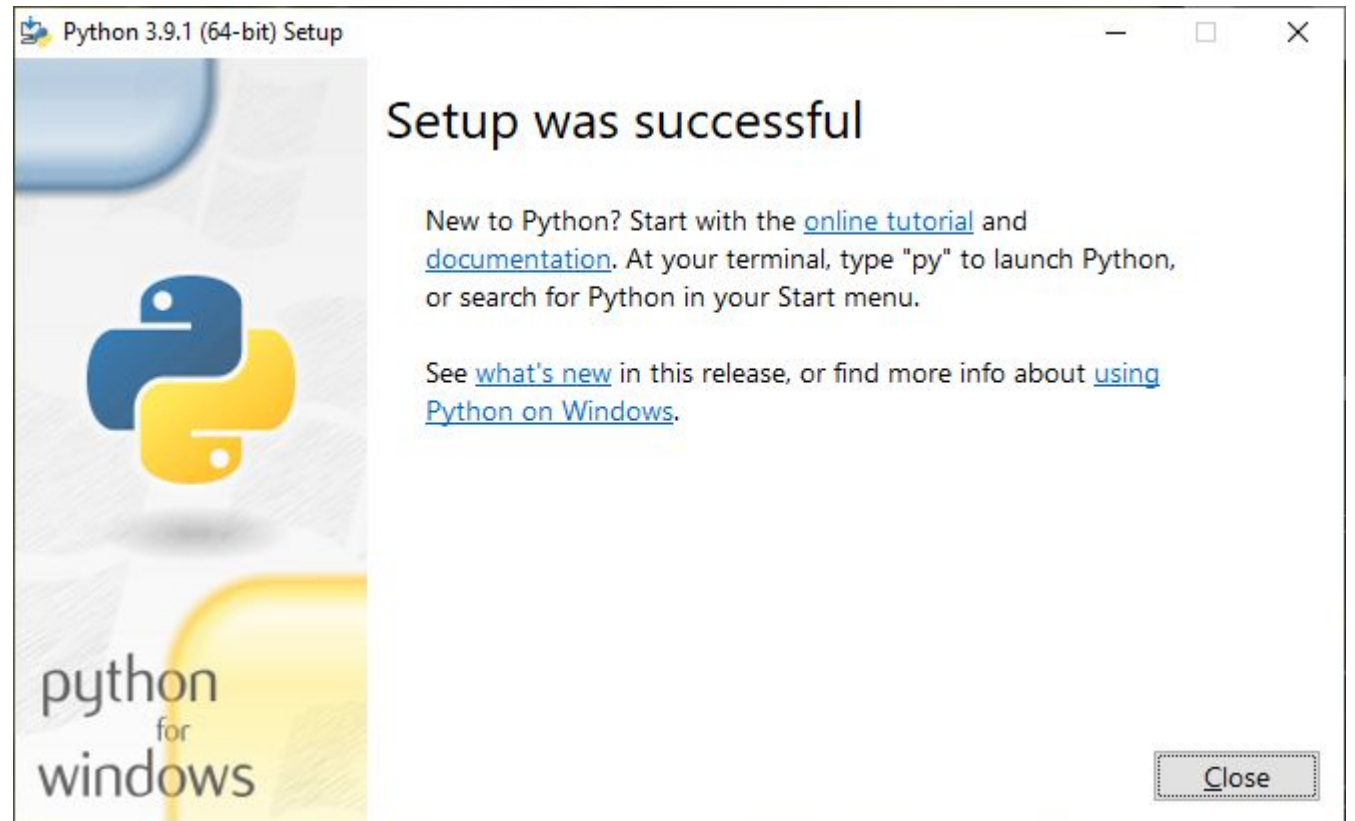 Python 3.9.1 (64-bit) Setup
Setup was successful
New to Python? Start with the online tutorial and
documentation. At your terminal, type "py" to launch Python,
or search for Python in your Start menu.
See what's new in this release, or find more info about using
Python on Windows.
python
for
windows
Close